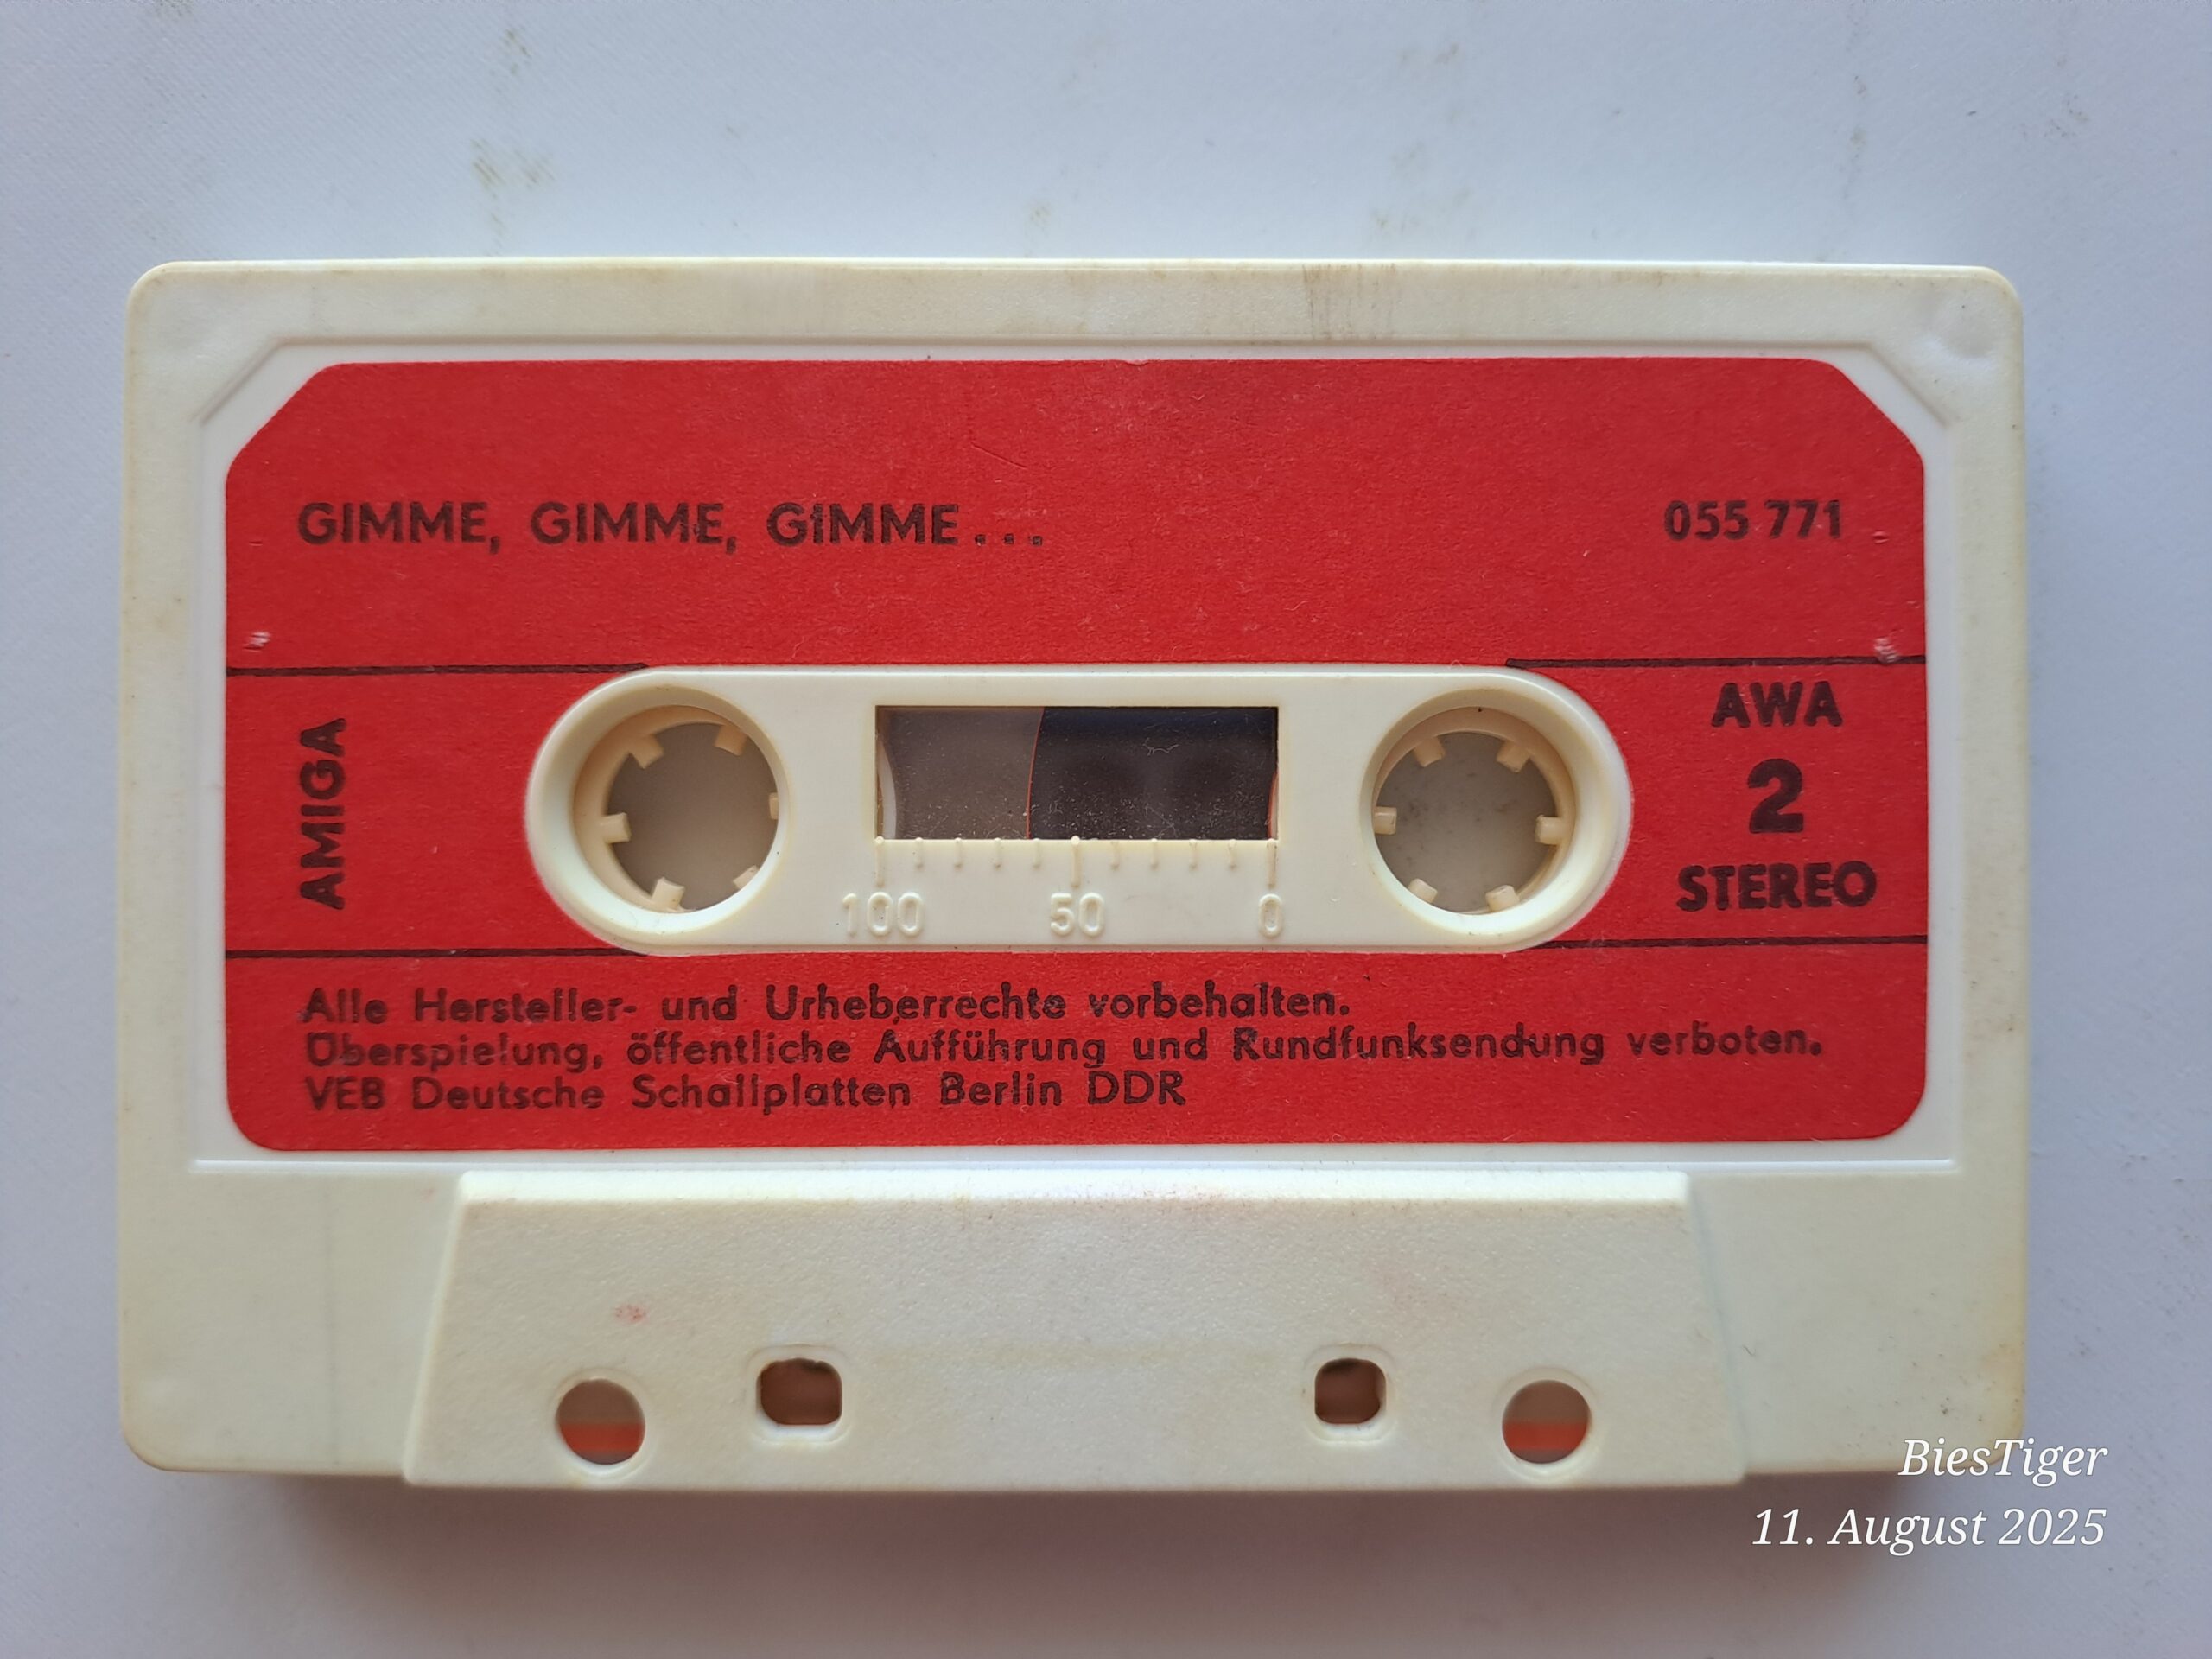 GIMME, GIMME, GIMME...
055 771
AMIGA
AWA
2
STEREO
100 50 0
Alle Hersteller- und Urheberrechte vorbehalten.
Überspielung, öffentliche Aufführung und Rundfunksendung verboten.
VEB Deutsche Schallplatten Berlin DDR
BiesTiger
11. August 2025